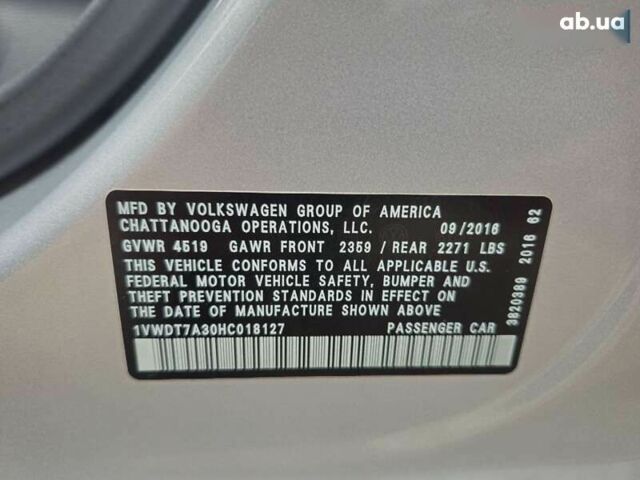 ab.ua
MFD BY VOLKSWAGEN GROUP OF AMERICA
CHATTANOOGA OPERATIONS, LLC. 09/2016
GVWR 4519 GAWR FRONT 2359 / REAR 2271 LBS
THIS VEHICLE CONFORMS TO ALL APPLICABLE U.S.
FEDERAL MOTOR VEHICLE SAFETY, BUMPER AND
THEFT PREVENTION STANDARDS IN EFFECT ON
THE DATE OF MANUFACTURE SHOWN ABOVE
1VWDT7A30HC018127 PASSENGER CAR
3820389 2016 62